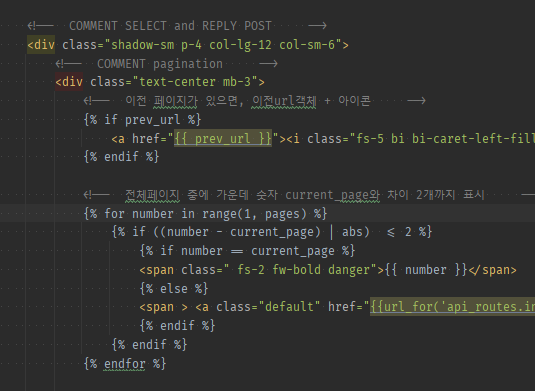 <!-- COMMENT SELECT and REPLY POST -->
<div class="shadow-sm p-4 col-lg-12 col-sm-6">
<!-- COMMENT pagination -->
<div class="text-center mb-3">
<!-- 이전 페이지가 있으면, 이전url객체 + 아이콘 -->
{% if prev_url %}
<a href="{{ prev_url }}"><i class="fs-5 bi bi-caret-left-fill
{% endif %}
<!-- 전체페이지 중에 가운데 숫자 current_page와 차이 2개까지 표시 --
{% for number in range(1, pages) %}
{% if ((number - current_page) | abs) <= 2 %}
{% if number == current_page %}
<span class=" fs-2 fw-bold danger">{{ number }}</span>
{% else %}
<span > <a class="default" href="{{url_for('api_routes.in
{% endif %}
{% endif %}
{% endfor %}